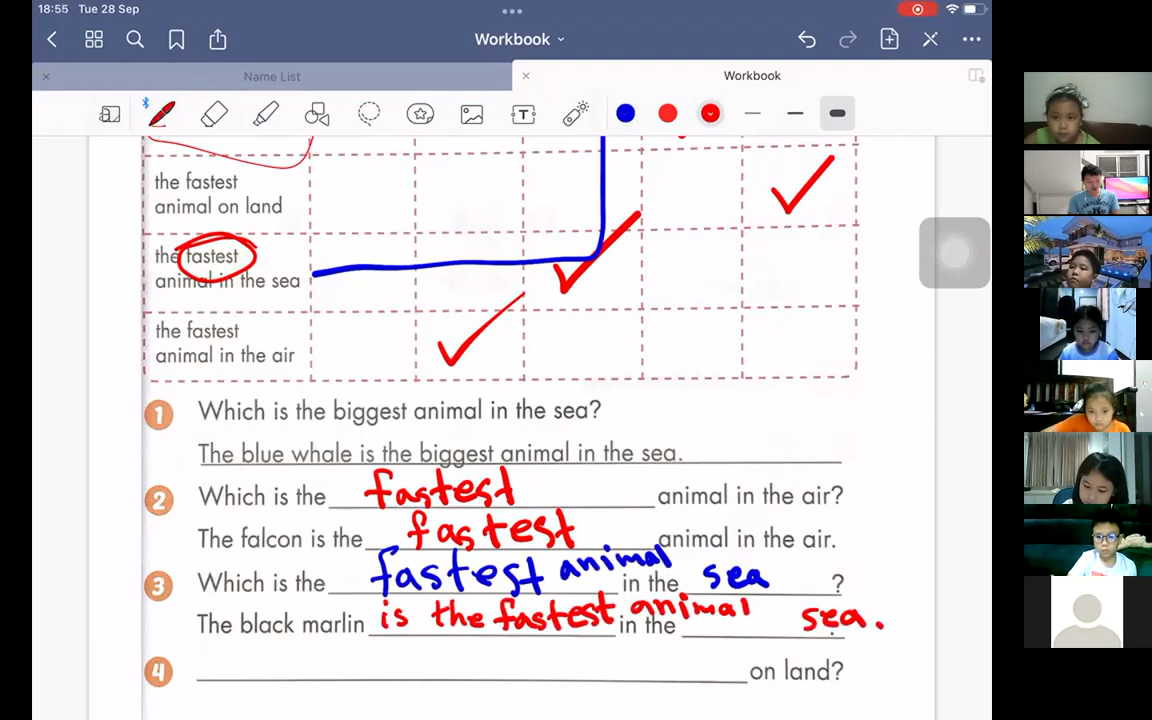 18:55 Tue 28 Sep
Workbook
Name List
Workbook
the fastest
animal on land
the fastest
animal in the sea
the fastest
animal in the air
1 Which is the biggest animal in the sea?
The blue whale is the biggest animal in the sea.
2 Which is the fastest animal in the air?
The falcon is the fastest animal in the air.
3 Which is the fastest animal in the sea ?
The black marlin is the fastest animal in the sea.
4 on land?